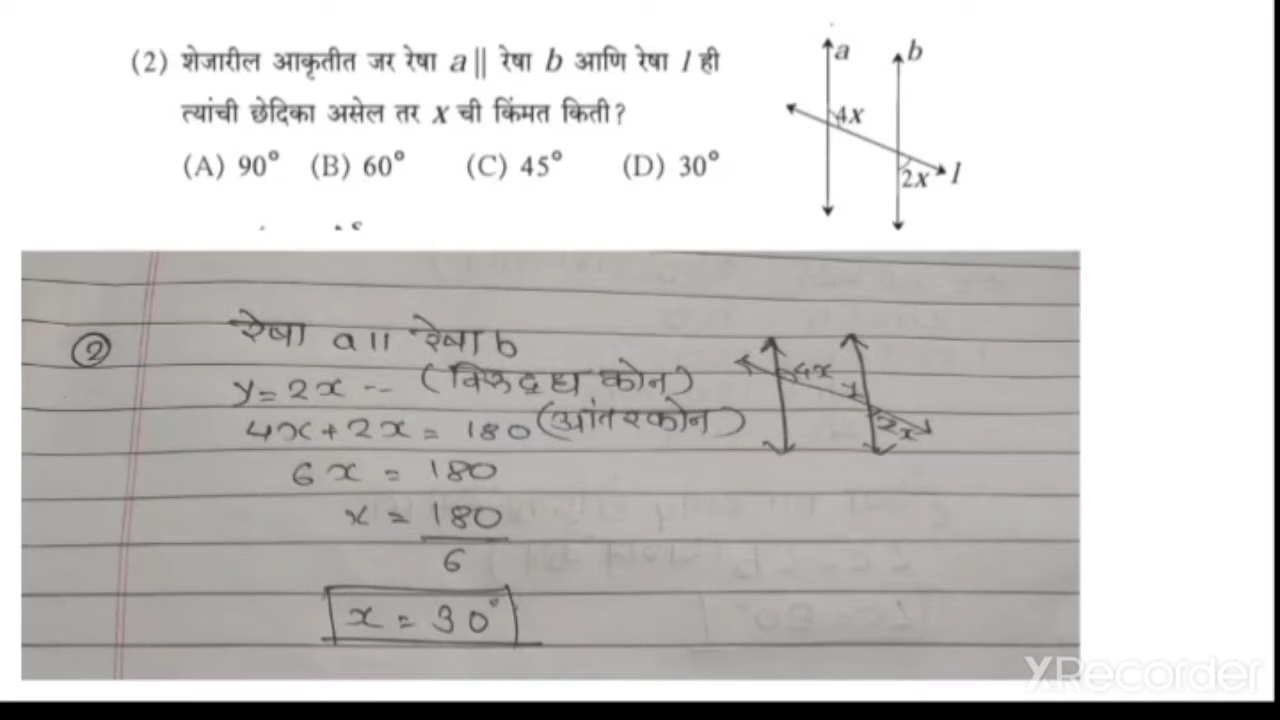 (2) शेजारील आकृतीत जर रेषा a || रेषा b आणि रेषा l ही
त्यांची छेदिका असेल तर x ची किंमत किती?
(A) 90° (B) 60° (C) 45° (D) 30°
a
b
4x
2x
l
② रेषा a || रेषा b
y = 2x -- (विरुद्ध कोन)
4x + 2x = 180 (आंतरकोन)
6x = 180
x = 180
6
x = 30°
4x
y
2x
XRecorder